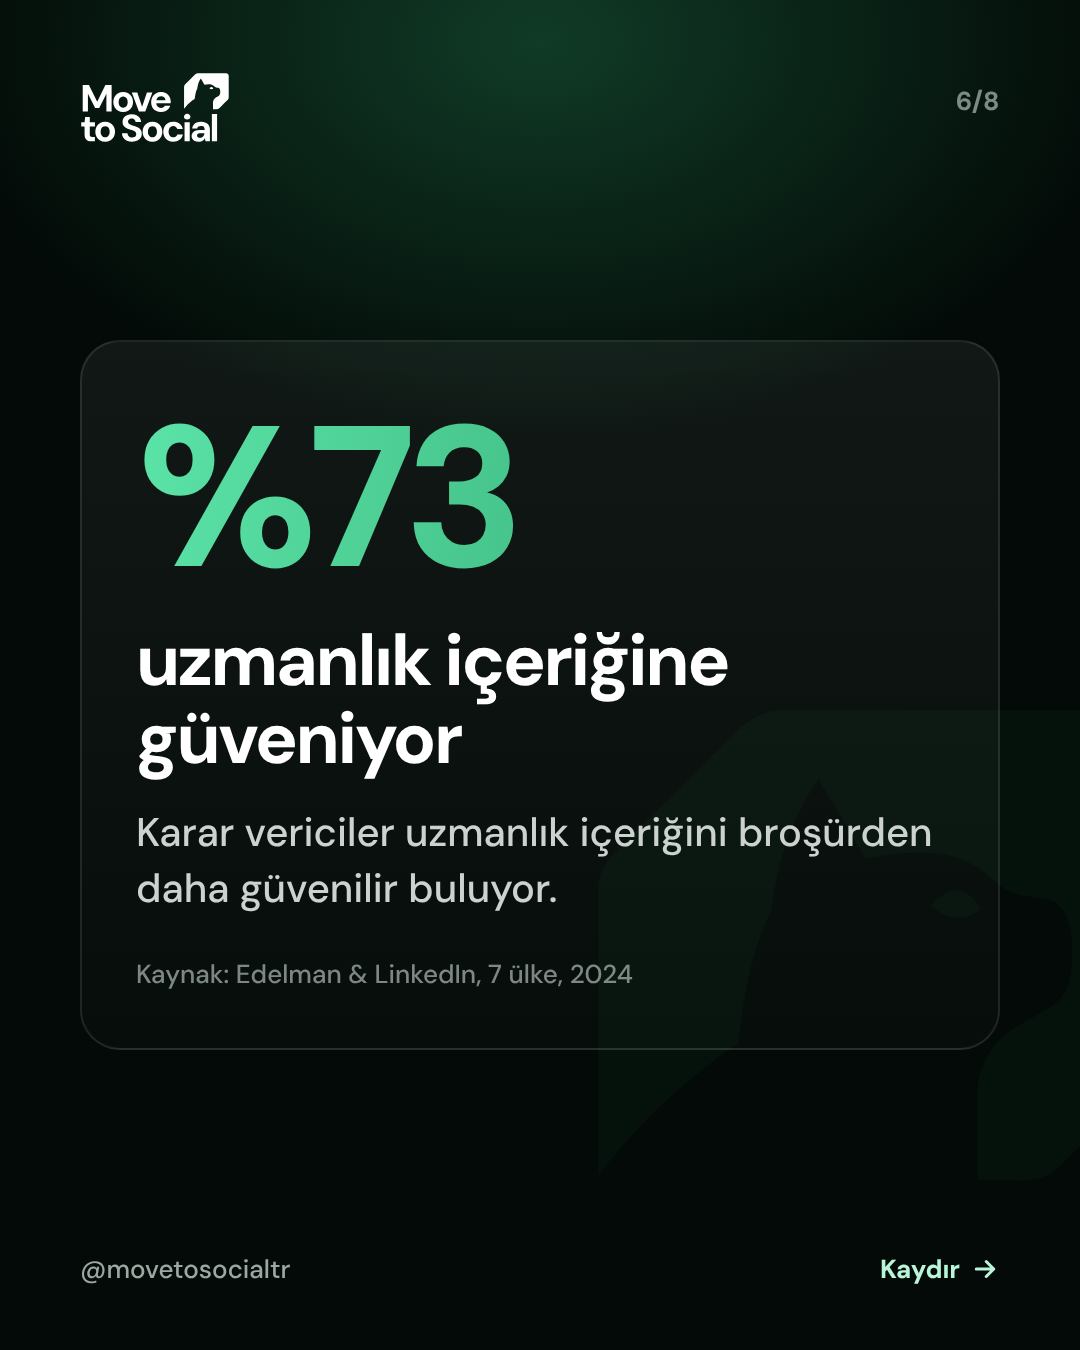 Move
to Social
6/8
%73
uzmanlık içeriğine
güveniyor
Karar vericiler uzmanlık içeriğini broşürden
daha güvenilir buluyor.
Kaynak: Edelman & LinkedIn, 7 ülke, 2024
@movetosocialtr
Kaydır →